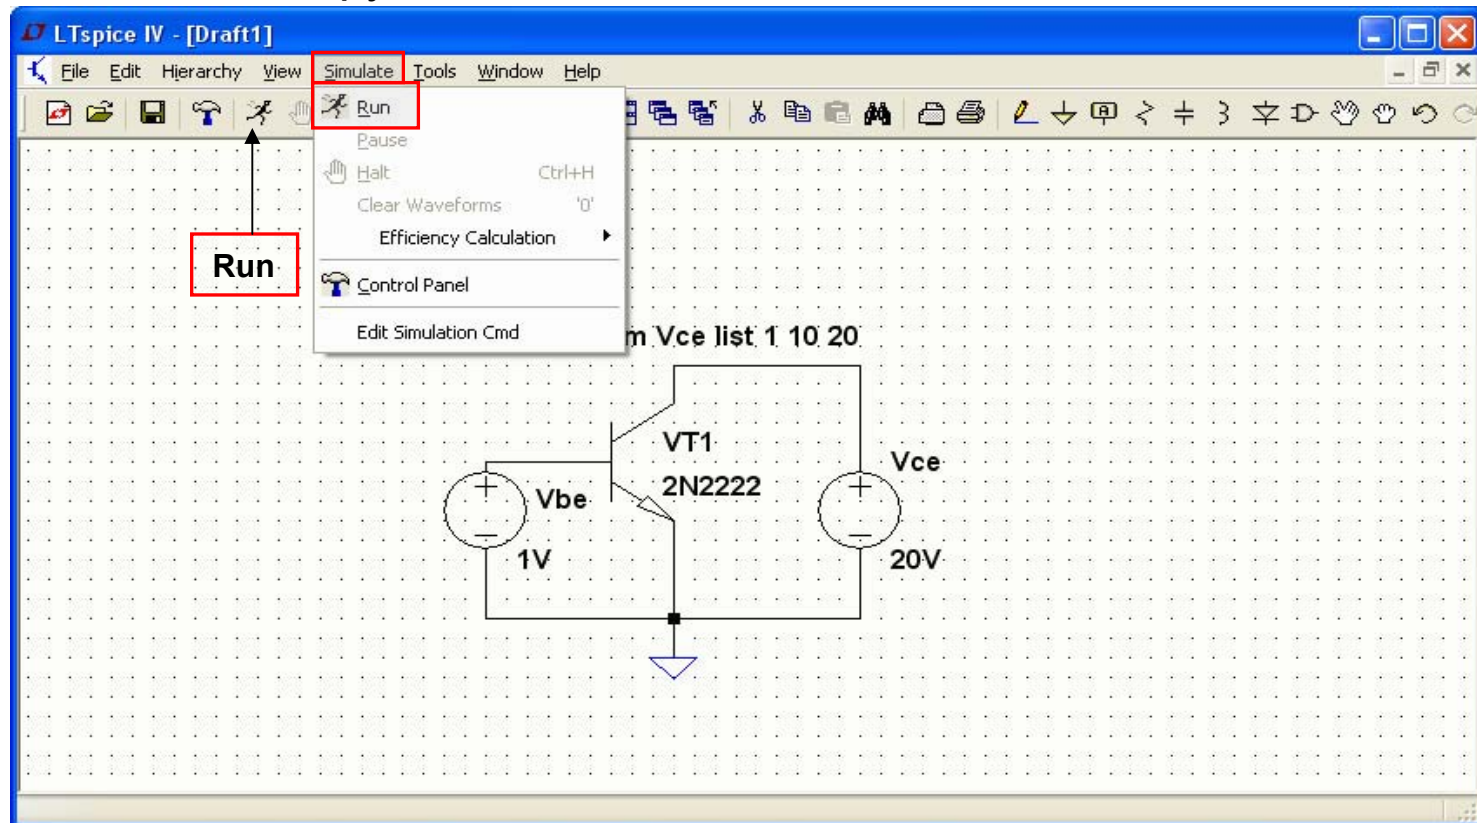 LTspice IV - [Draft1]
File Edit Hierarchy View Simulate Tools Window Help
Run
Pause
Halt Ctrl+H
Clear Waveforms '0'
Efficiency Calculation
Run
Control Panel
Edit Simulation Cmd
m Vce list 1 10 20
VT1
Vce
2N2222
Vbe
1V
20V